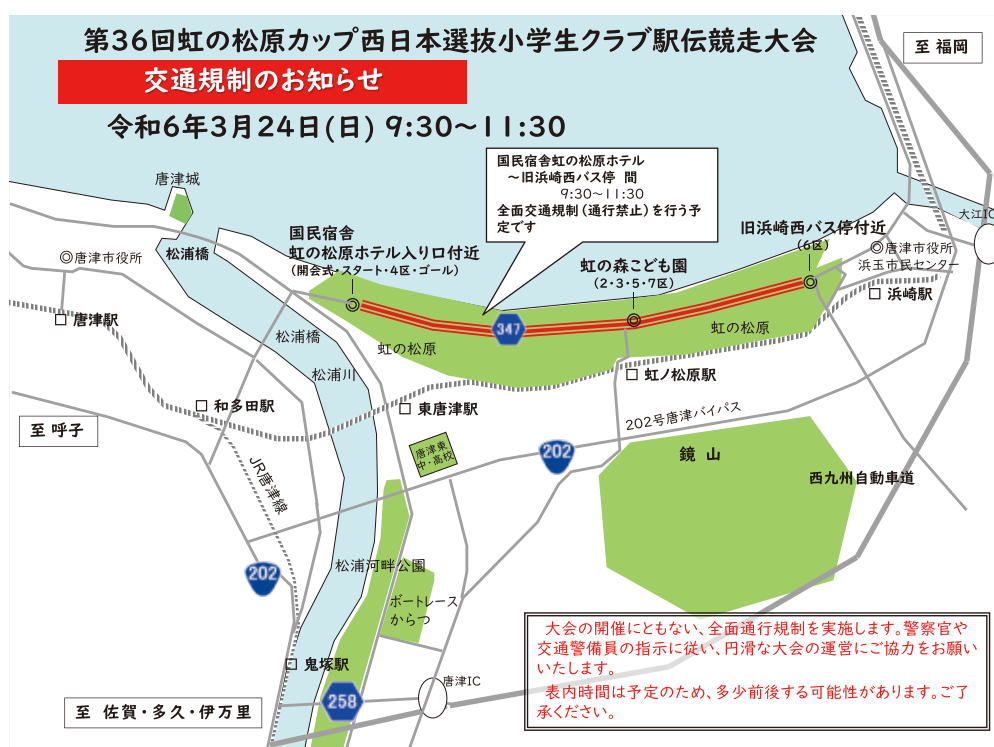 第36回虹の松原カップ西日本選抜小学生クラブ駅伝競走大会
交通規制のお知らせ
令和6年3月24日(日) 9:30～11:30
至 福岡
国民宿舎虹の松原ホテル
～旧浜崎西バス停 間
9:30～11:30
全面交通規制(通行禁止)を行う予
定です
唐津城
大江IC
国民宿舎
虹の松原ホテル入り口付近
(開会式・スタート・4区・ゴール)
旧浜崎西バス停付近
(6区)
◎唐津市役所
浜玉市民センター
松浦橋
◎唐津市役所
虹の森こども園
(2・3・5・7区)
□ 浜崎駅
□ 唐津駅
347
虹の松原
松浦橋
虹の松原
松浦川
□ 虹ノ松原駅
□ 和多田駅
□ 東唐津駅
202号唐津バイパス
至 呼子
唐津東
中・高校
202
鏡 山
JR唐津線
西九州自動車道
202
松浦河畔公園
ボートレース
からつ
□ 鬼塚駅
唐津IC
258
至 佐賀・多久・伊万里
大会の開催にともない、全面通行規制を実施します。警察官や
交通警備員の指示に従い、円滑な大会の運営にご協力をお願い
いたします。
表内時間は予定のため、多少前後する可能性があります。ご了
承ください。